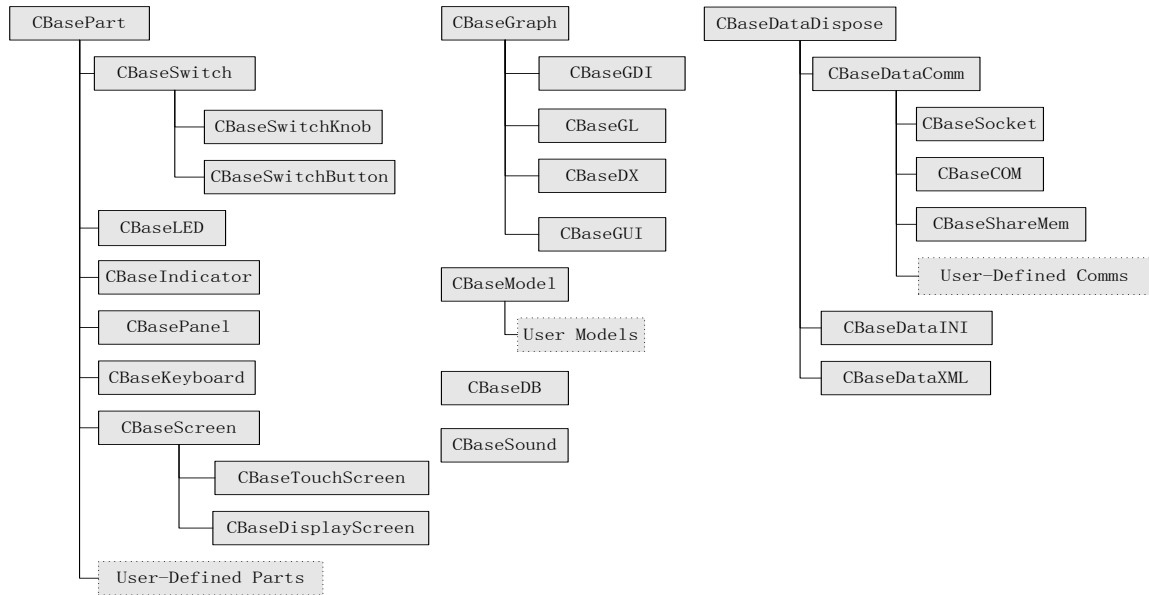 CBasePart
CBaseSwitch
CBaseSwitchKnob
CBaseSwitchButton
CBaseLED
CBaseIndicator
CBasePanel
CBaseKeyboard
CBaseScreen
CBaseTouchScreen
CBaseDisplayScreen
User-Defined Parts
CBaseGraph
CBaseGDI
CBaseGL
CBaseDX
CBaseGUI
CBaseModel
User Models
CBaseDB
CBaseSound
CBaseDataDispose
CBaseDataComm
CBaseSocket
CBaseCOM
CBaseShareMem
User-Defined Comms
CBaseDataINI
CBaseDataXML